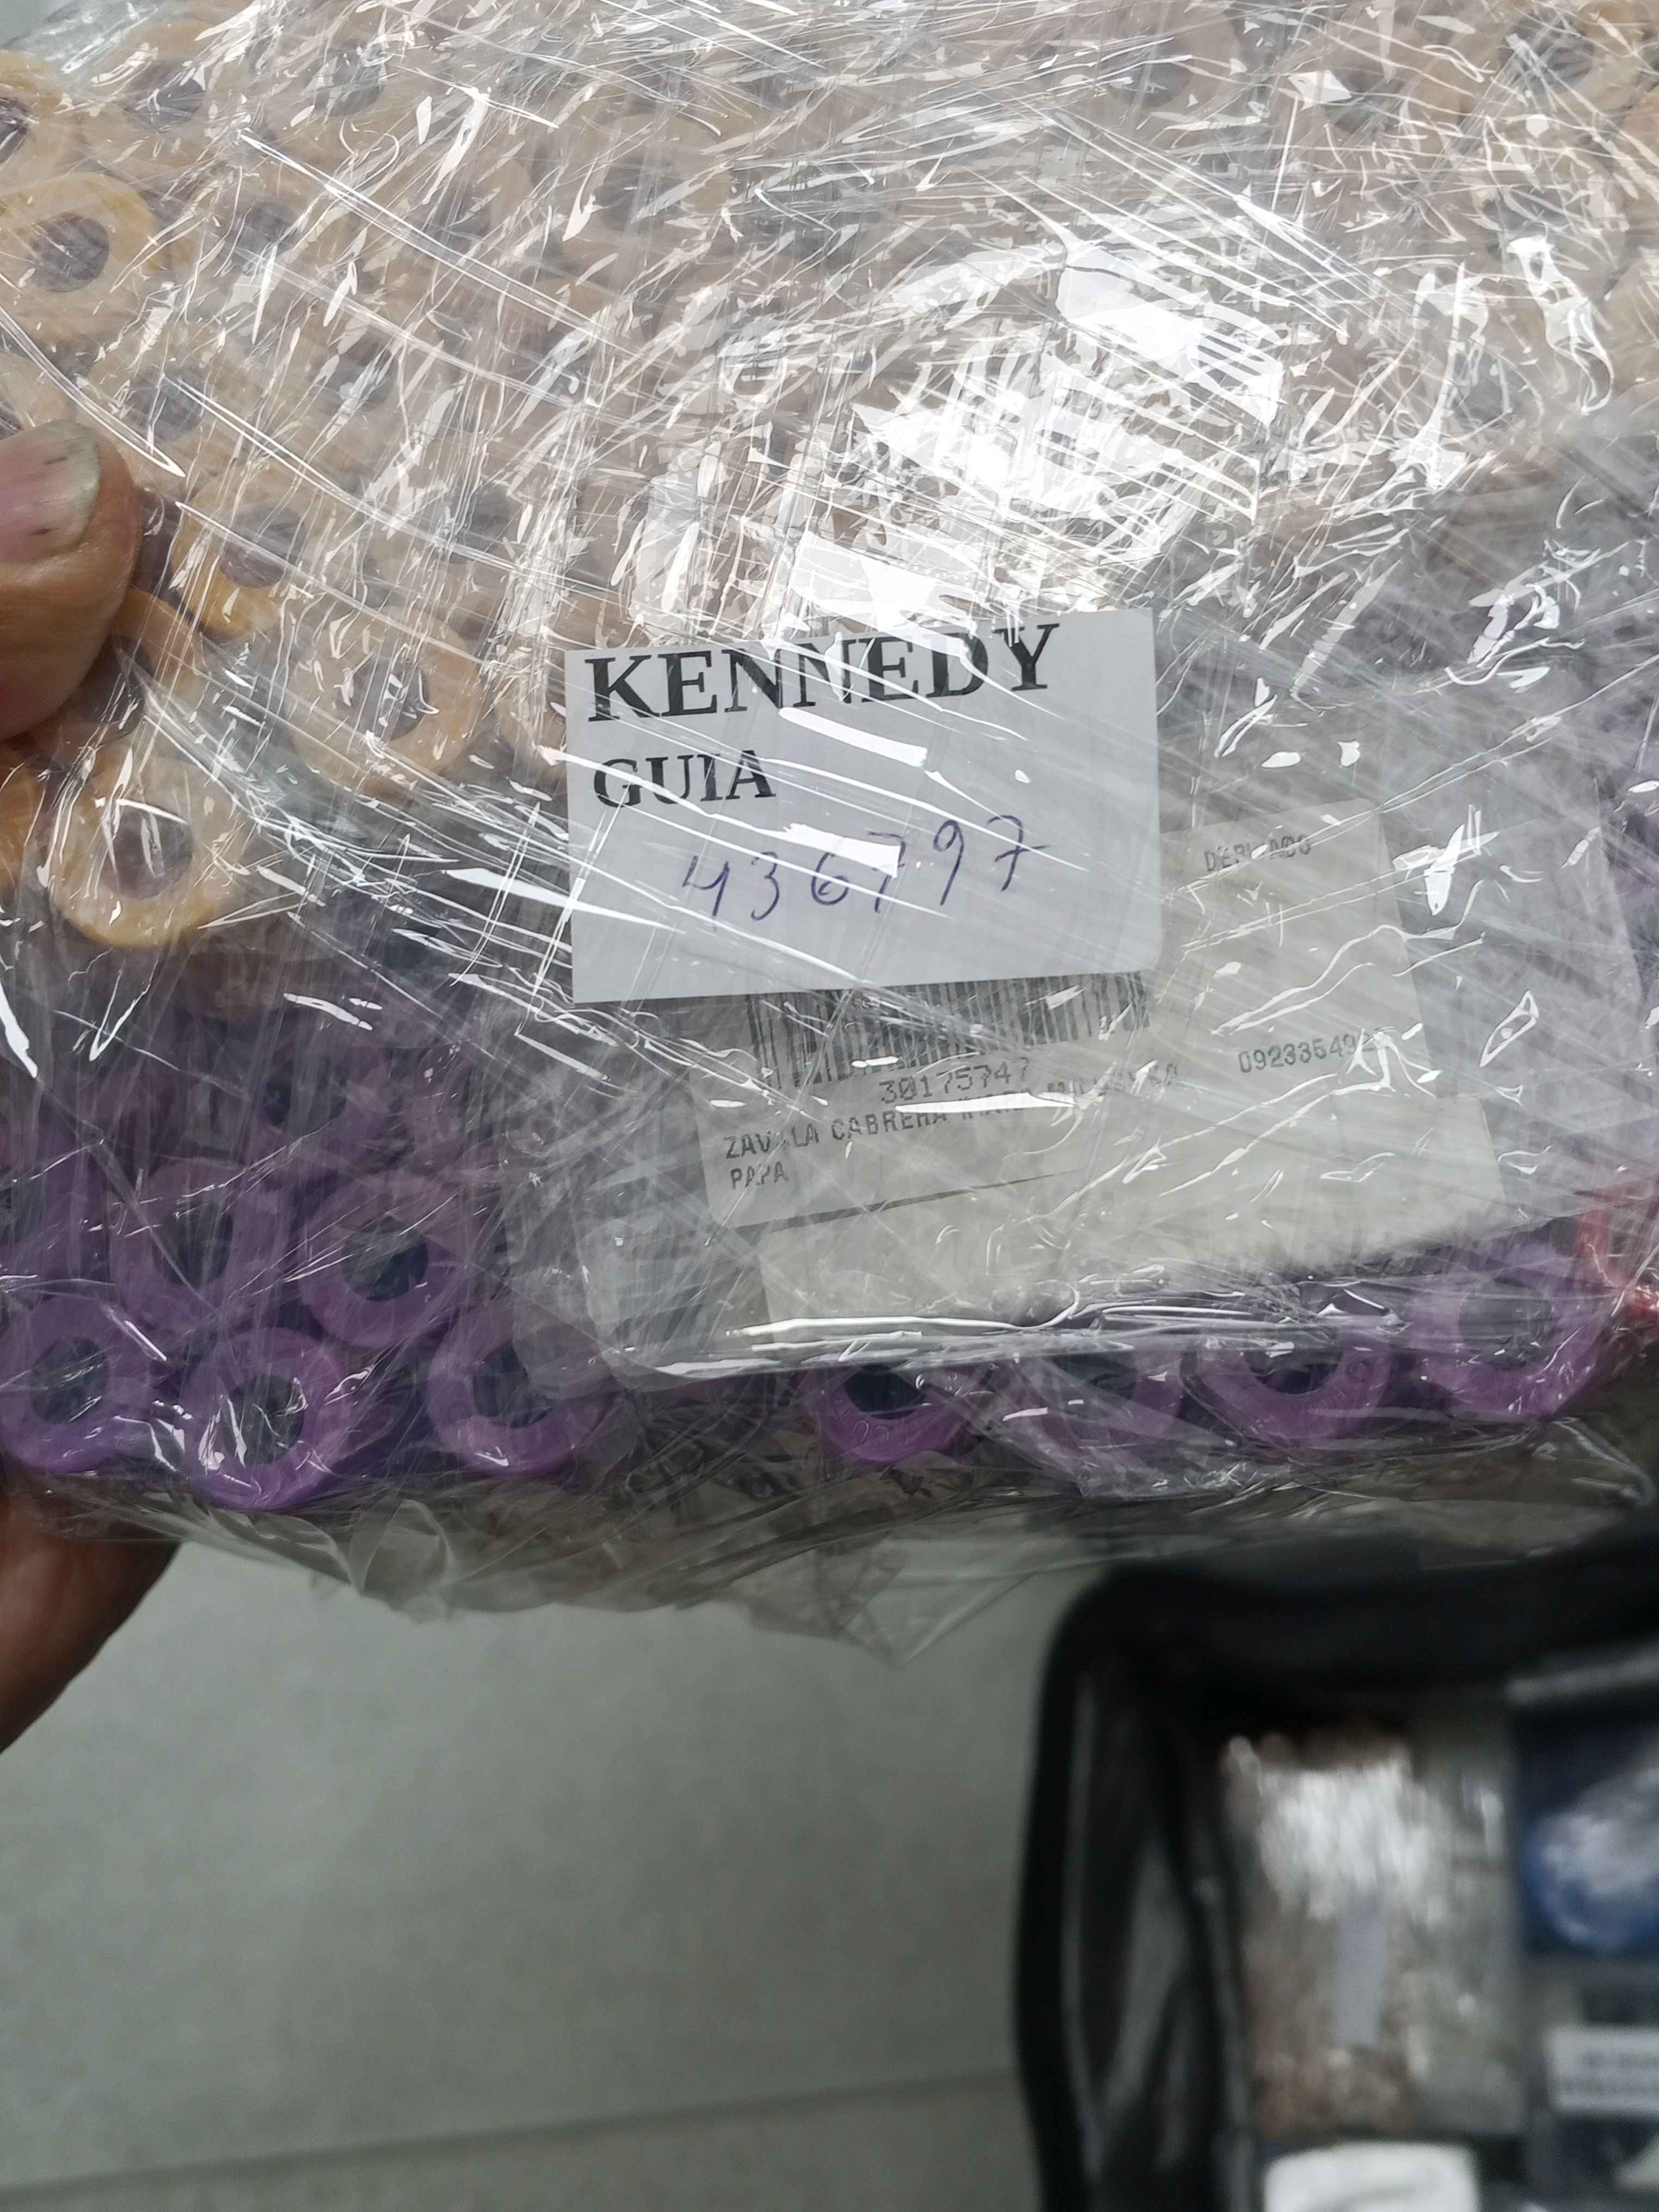 KENNEDY
GUIA
436797
30175747
ZAVALA CABRERA
PAPA